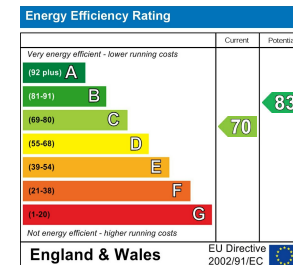 Energy Efficiency Rating
Current Potential
Very energy efficient - lower running costs
(92 plus) A
(81-91) B
83
(69-80) C
70
(55-68) D
(39-54) E
(21-38) F
(1-20) G
Not energy efficient - higher running costs
England & Wales
EU Directive
2002/91/EC